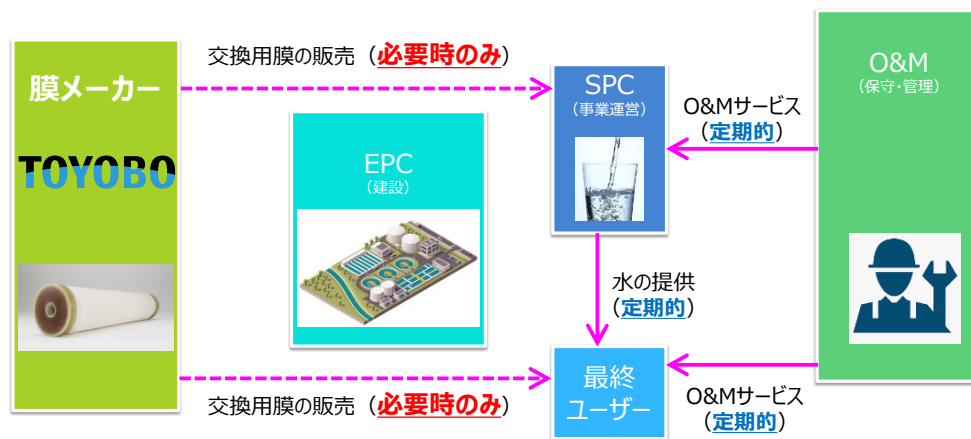 交換用膜の販売（必要時のみ）
膜メーカー
TOYOBO
EPC
（建設）
SPC
（事業運営）
O&Mサービス
（定期的）
O&M
（保守・管理）
水の提供
（定期的）
最終
ユーザー
交換用膜の販売（必要時のみ）
O&Mサービス
（定期的）